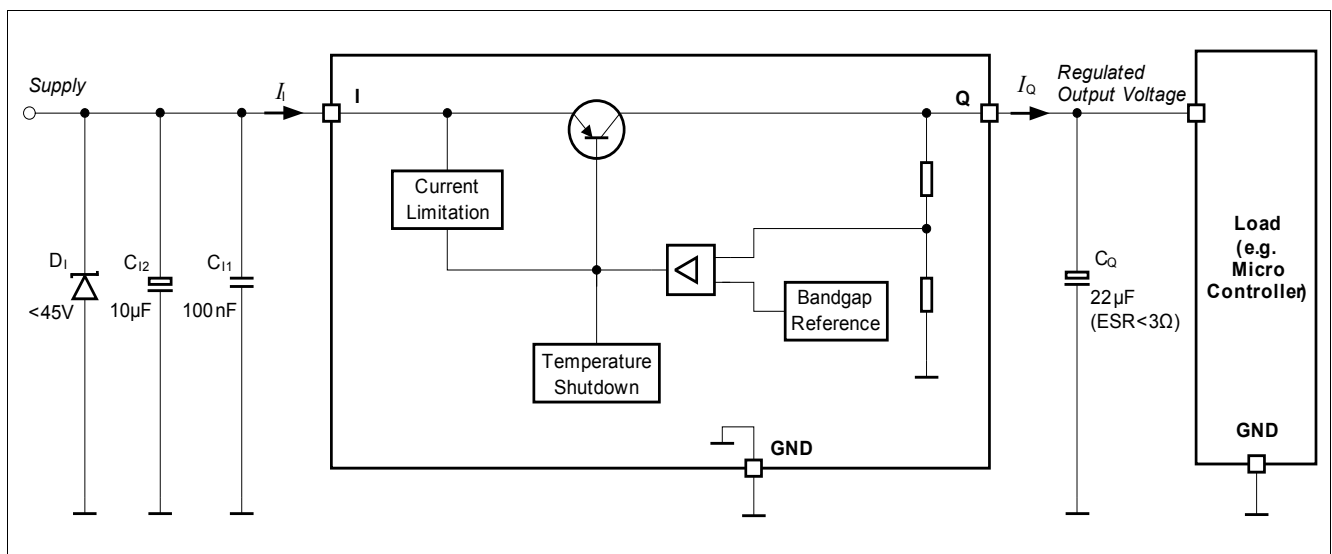 Supply
I_I
I
Q
I_Q
Regulated
Output Voltage
Current
Limitation
Load
(e.g.
Micro
Controller)
D_I
<45V
C_I2
10µF
C_I1
100nF
Bandgap
Reference
C_Q
22µF
(ESR<3Ω)
Temperature
Shutdown
GND
GND